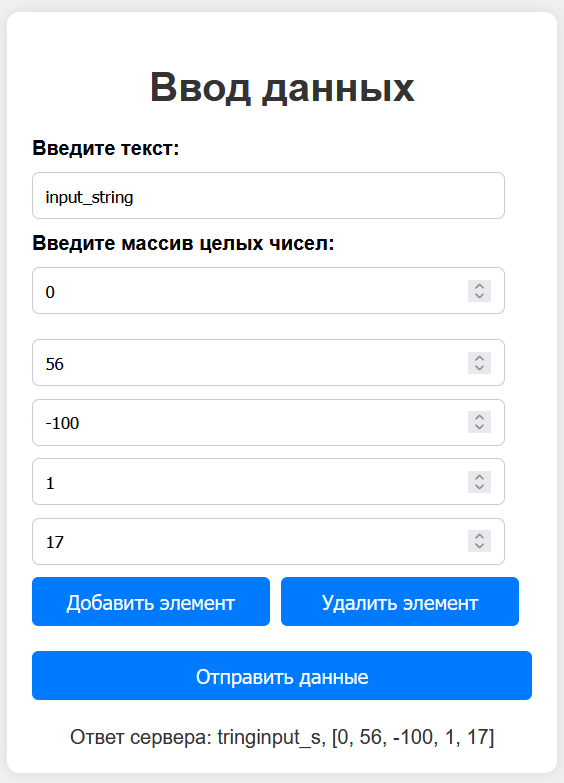 Ввод данных
Введите текст:
input_string
Введите массив целых чисел:
0
56
-100
1
17
Добавить элемент Удалить элемент
Отправить данные
Ответ сервера: tringinput_s, [0, 56, -100, 1, 17]